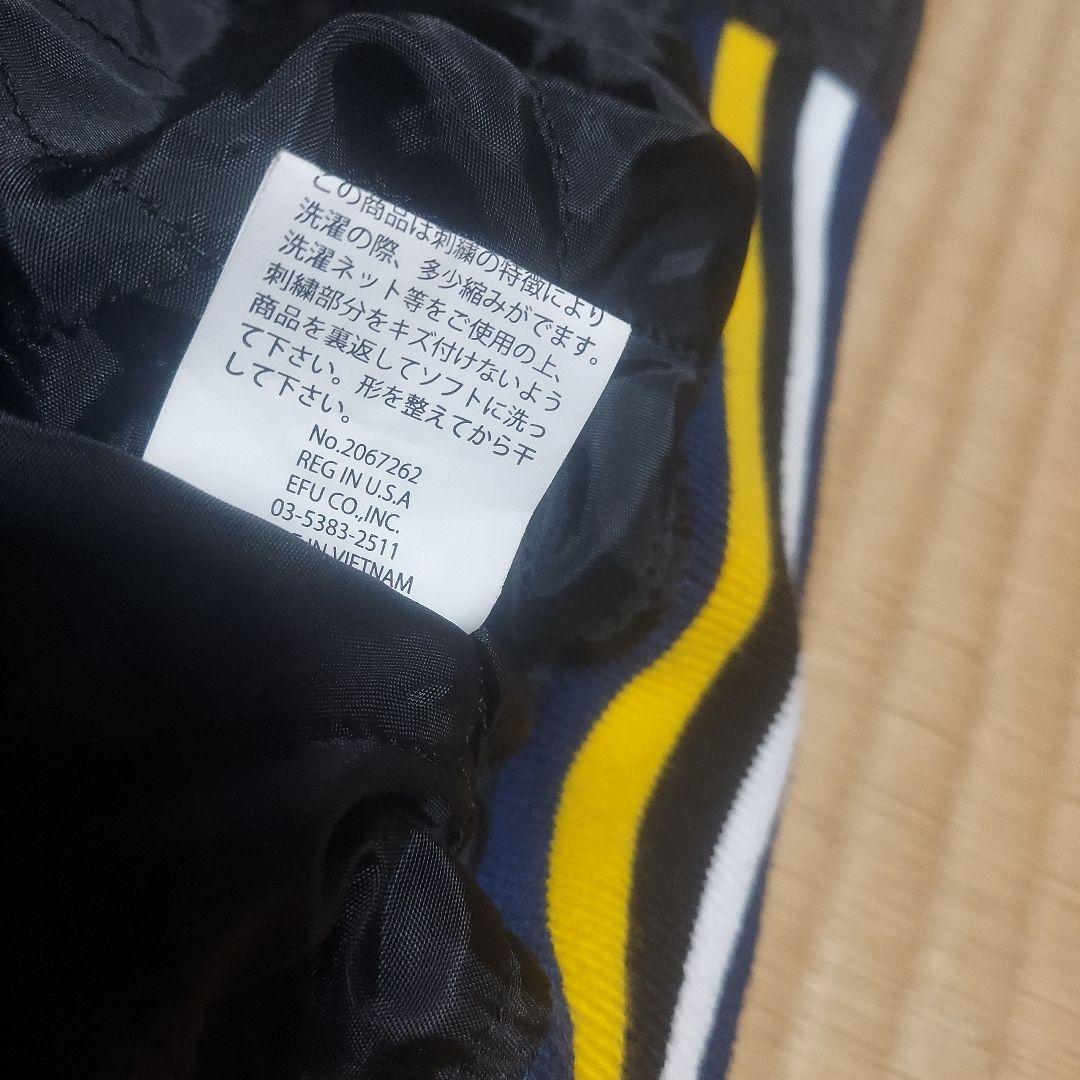 この商品は刺繍の特徴により
洗濯の際、多少縮みがでます。
洗濯ネット等をご使用の上、
刺繍部分をキズ付けないよう
商品を裏返してソフトに洗っ
て下さい。形を整えてから干
して下さい。
No.2067262
REG IN U.S.A
EFU CO.,INC.
03-5383-2511
IN VIETNAM